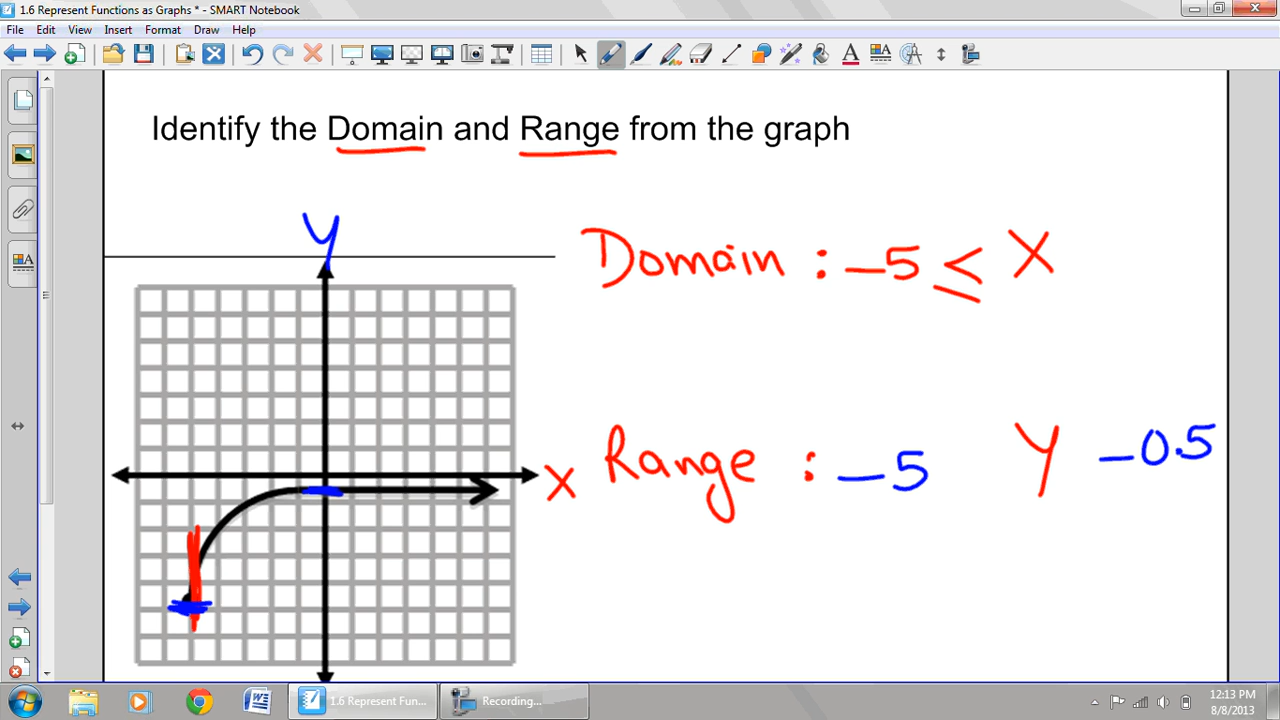 1.6 Represent Functions as Graphs * - SMART Notebook
File Edit View Insert Format Draw Help
Identify the Domain and Range from the graph
Y
Domain : -5 ≤ X
X
Range : -5 Y -0.5
1.6 Represent Fun...
Recording...
12:13 PM
8/8/2013